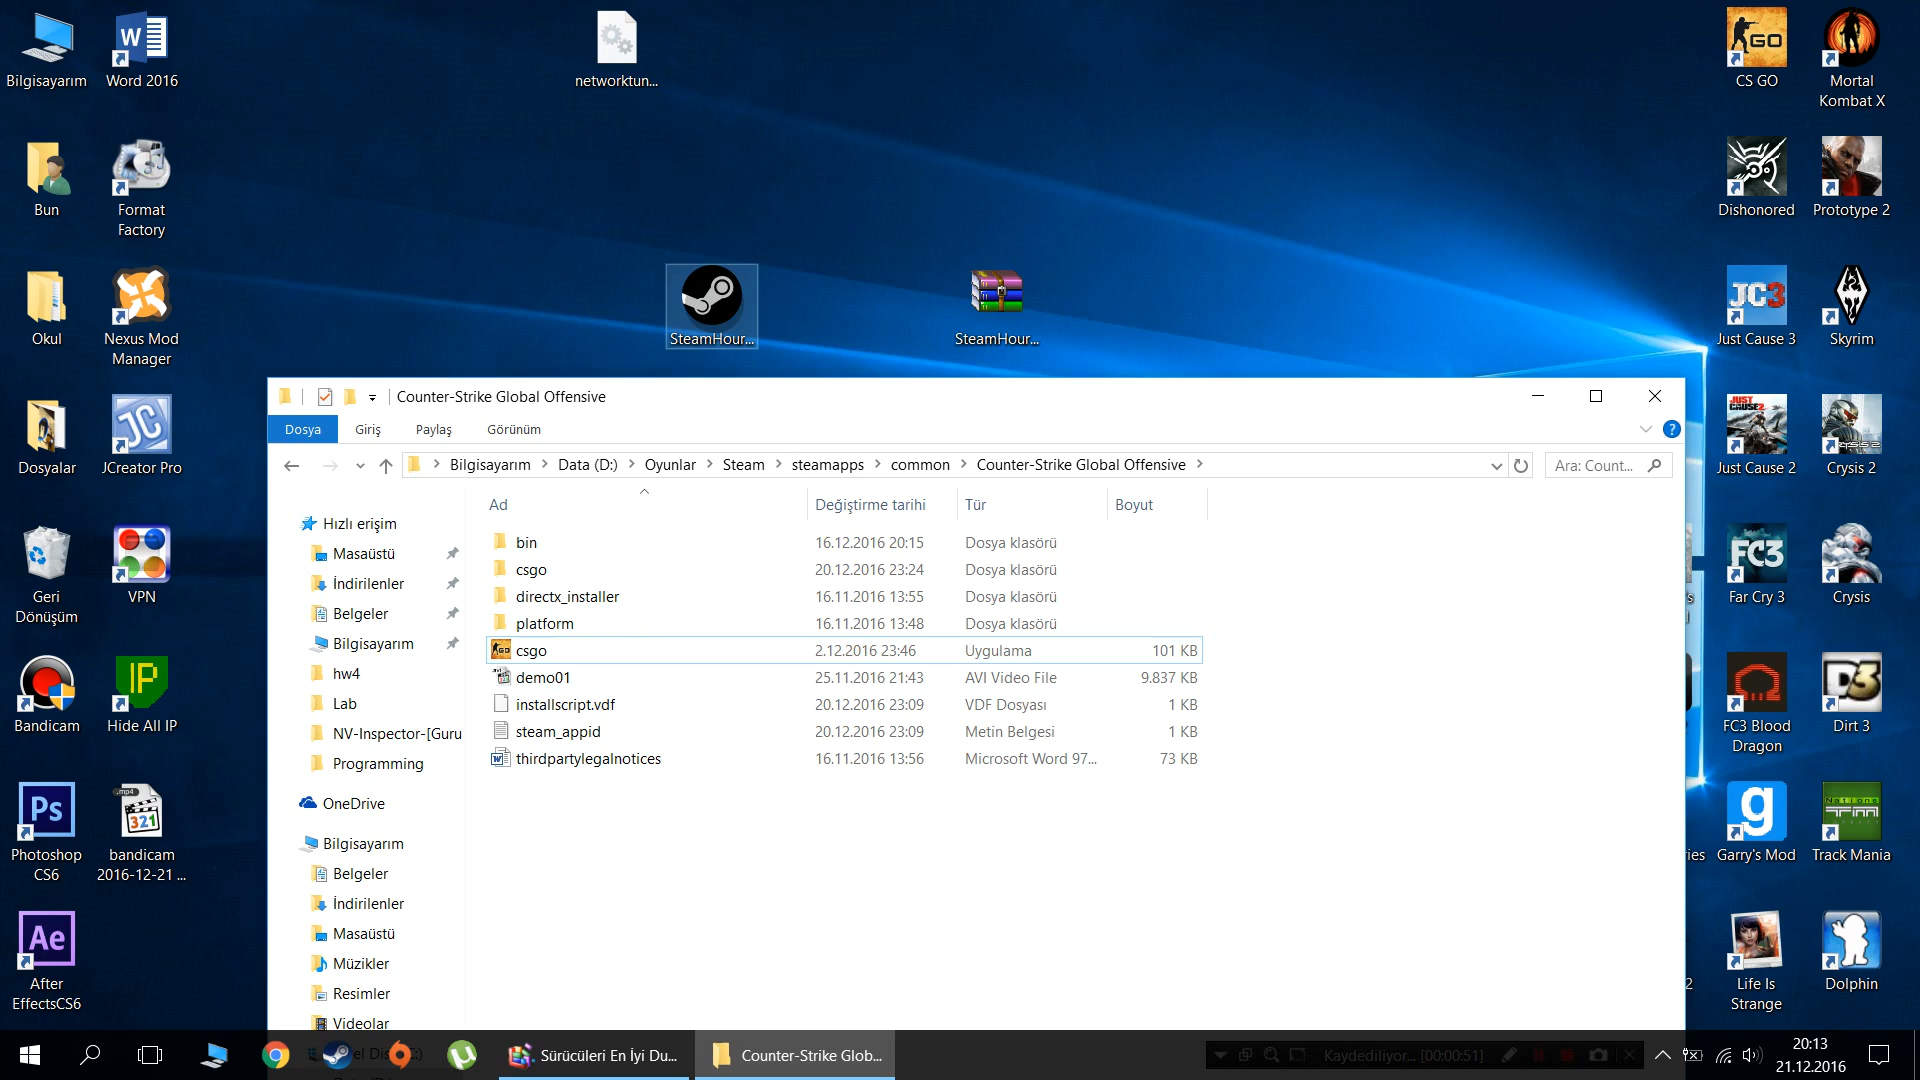 Bilgisayarım
Word 2016
networktun...
CS GO
Mortal
Kombat X
Bun
Format
Factory
Dishonored
Prototype 2
Okul
Nexus Mod
Manager
SteamHour...
SteamHour...
JC3
Just Cause 3
Skyrim
Dosyalar
JCreator Pro
Just Cause 2
Crysis 2
Geri
Dönüşüm
VPN
FC3
Far Cry 3
Crysis
Bandicam
IP
Hide All IP
FC3 Blood
Dragon
D3
Dirt 3
Ps
Photoshop
CS6
.mp4
321
bandicam
2016-12-21 ...
Garry's Mod
Track Mania
Ae
After
EffectsCS6
Life Is
Strange
Dolphin
Counter-Strike Global Offensive
Dosya
Giriş
Paylaş
Görünüm
Bilgisayarım
Data (D:)
Oyunlar
Steam
steamapps
common
Counter-Strike Global Offensive
Ara: Count...
Ad
Değiştirme tarihi
Tür
Boyut
bin 16.12.2016 20:15 Dosya klasörü
csgo 20.12.2016 23:24 Dosya klasörü
directx_installer 16.11.2016 13:55 Dosya klasörü
platform 16.11.2016 13:48 Dosya klasörü
csgo 2.12.2016 23:46 Uygulama 101 KB
demo01 25.11.2016 21:43 AVI Video File 9.837 KB
installscript.vdf 20.12.2016 23:09 VDF Dosyası 1 KB
steam_appid 20.12.2016 23:09 Metin Belgesi 1 KB
thirdpartylegalnotices 16.11.2016 13:56 Microsoft Word 97... 73 KB
Hızlı erişim
Masaüstü
İndirilenler
Belgeler
Bilgisayarım
hw4
Lab
NV-Inspector-[Guru
Programming
OneDrive
Bilgisayarım
Belgeler
İndirilenler
Masaüstü
Müzikler
Resimler
Videolar
Sürücüleri En İyi Du...
Counter-Strike Glob...
Kaydediliyor... [00:00:51]
20:13
21.12.2016